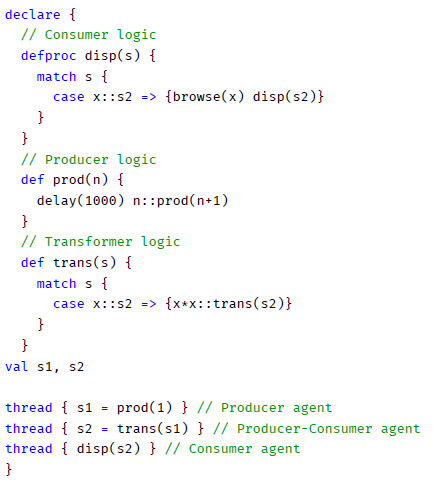 declare {
  // Consumer logic
  defproc disp(s) {
    match s {
      case x::s2 => {browse(x) disp(s2)}
    }
  }
  // Producer logic
  def prod(n) {
    delay(1000) n::prod(n+1)
  }
  // Transformer logic
  def trans(s) {
    match s {
      case x::s2 => {x*x::trans(s2)}
    }
  }
val s1, s2

thread { s1 = prod(1) } // Producer agent
thread { s2 = trans(s1) } // Producer-Consumer agent
thread { disp(s2) } // Consumer agent
}